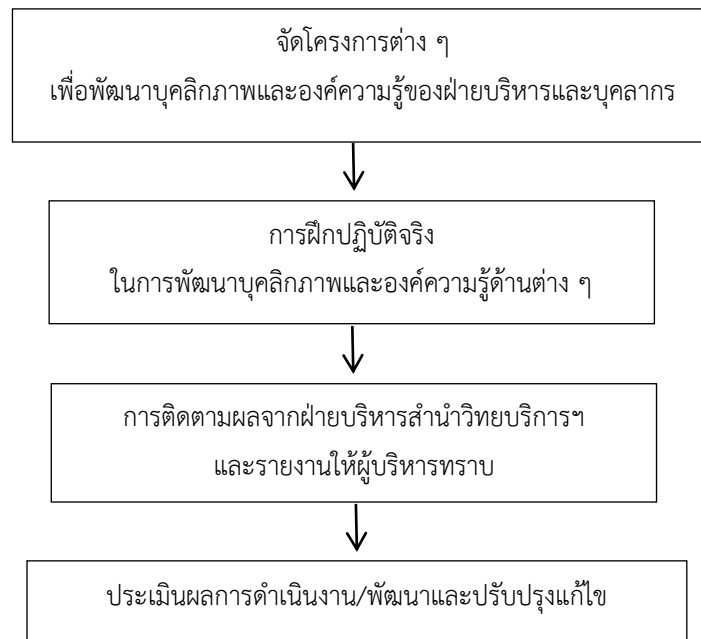 จัดโครงการต่าง ๆ
เพื่อพัฒนาบุคลิกภาพและองค์ความรู้ของฝ่ายบริหารและบุคลากร
การฝึกปฏิบัติจริง
ในการพัฒนาบุคลิกภาพและองค์ความรู้ด้านต่าง ๆ
การติดตามผลจากฝ่ายบริหารสำนำวิทยบริการฯ
และรายงานให้ผู้บริหารทราบ
ประเมินผลการดำเนินงาน/พัฒนาและปรับปรุงแก้ไข